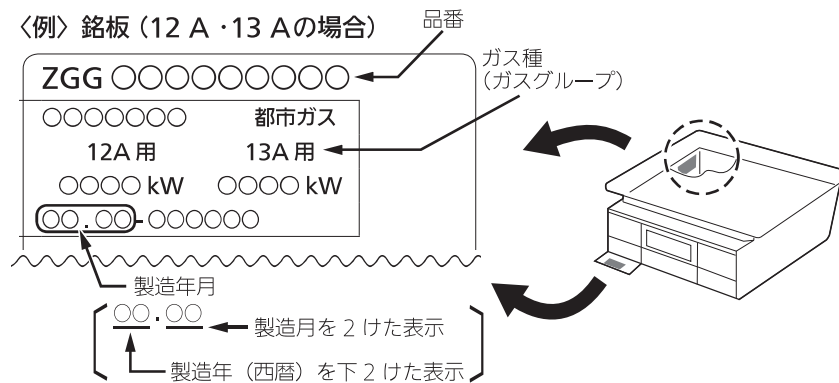 〈例〉銘板（12 A ・13 Aの場合）
品番
ZGG ○○○○○○○○○○
ガス種
（ガスグループ）
○○○○○○○ 都市ガス
12A 用 13A 用
○○○○ kW ○○○○ kW
○○.○○-○○○○○○
製造年月
○○.○○
製造月を 2 けた表示
製造年（西暦）を下 2 けた表示